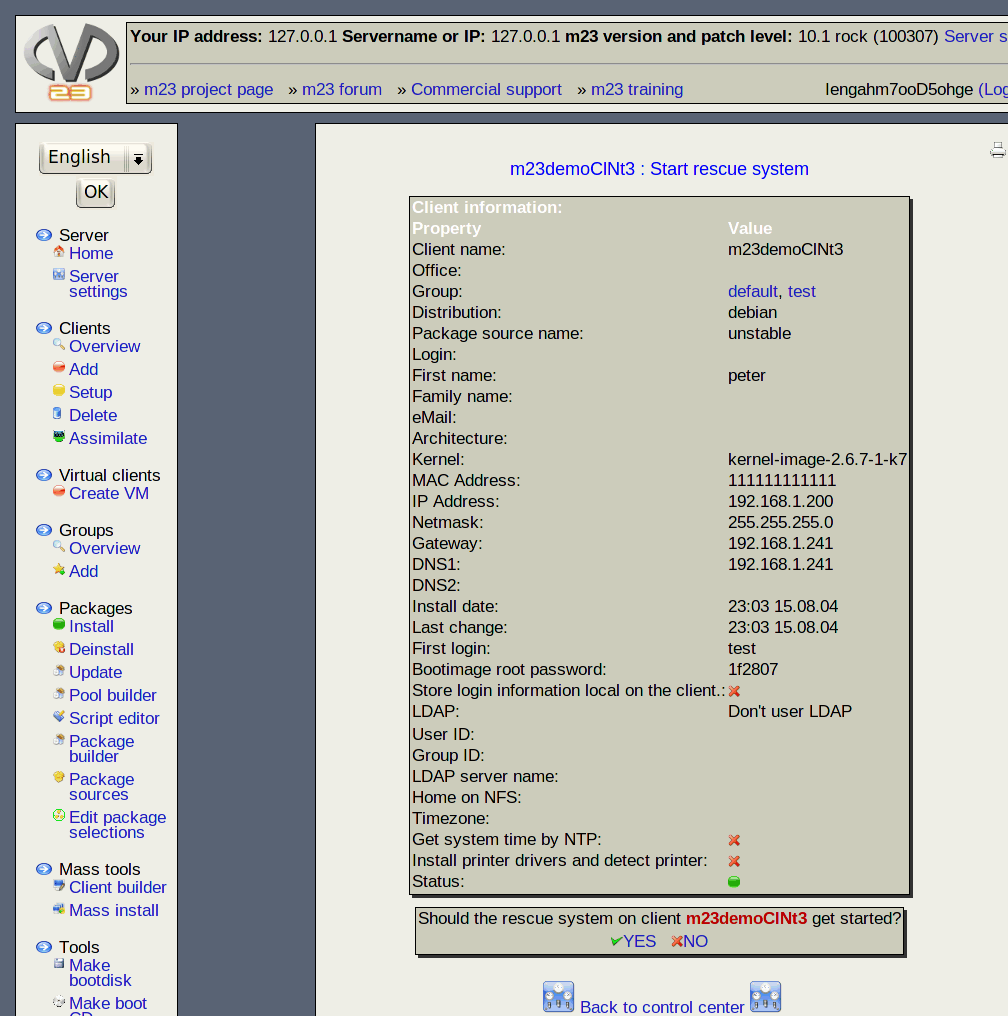 Your IP address: 127.0.0.1 Servername or IP: 127.0.0.1 m23 version and patch level: 10.1 rock (100307) Server s
» m23 project page » m23 forum » Commercial support » m23 training Iengahm7ooD5ohge (Log
23
English
OK
Server
Home
Server
settings
Clients
Overview
Add
Setup
Delete
Assimilate
Virtual clients
Create VM
Groups
Overview
Add
Packages
Install
Deinstall
Update
Pool builder
Script editor
Package
builder
Package
sources
Edit package
selections
Mass tools
Client builder
Mass install
Tools
Make
bootdisk
Make boot
CD
m23demoClNt3 : Start rescue system
Client information:
Property Value
Client name: m23demoClNt3
Office:
Group: default, test
Distribution: debian
Package source name: unstable
Login:
First name: peter
Family name:
eMail:
Architecture:
Kernel: kernel-image-2.6.7-1-k7
MAC Address: 111111111111
IP Address: 192.168.1.200
Netmask: 255.255.255.0
Gateway: 192.168.1.241
DNS1: 192.168.1.241
DNS2:
Install date: 23:03 15.08.04
Last change: 23:03 15.08.04
First login: test
Bootimage root password: 1f2807
Store login information local on the client.:
LDAP: Don't user LDAP
User ID:
Group ID:
LDAP server name:
Home on NFS:
Timezone:
Get system time by NTP:
Install printer drivers and detect printer:
Status:
Should the rescue system on client m23demoClNt3 get started?
YES NO
Back to control center